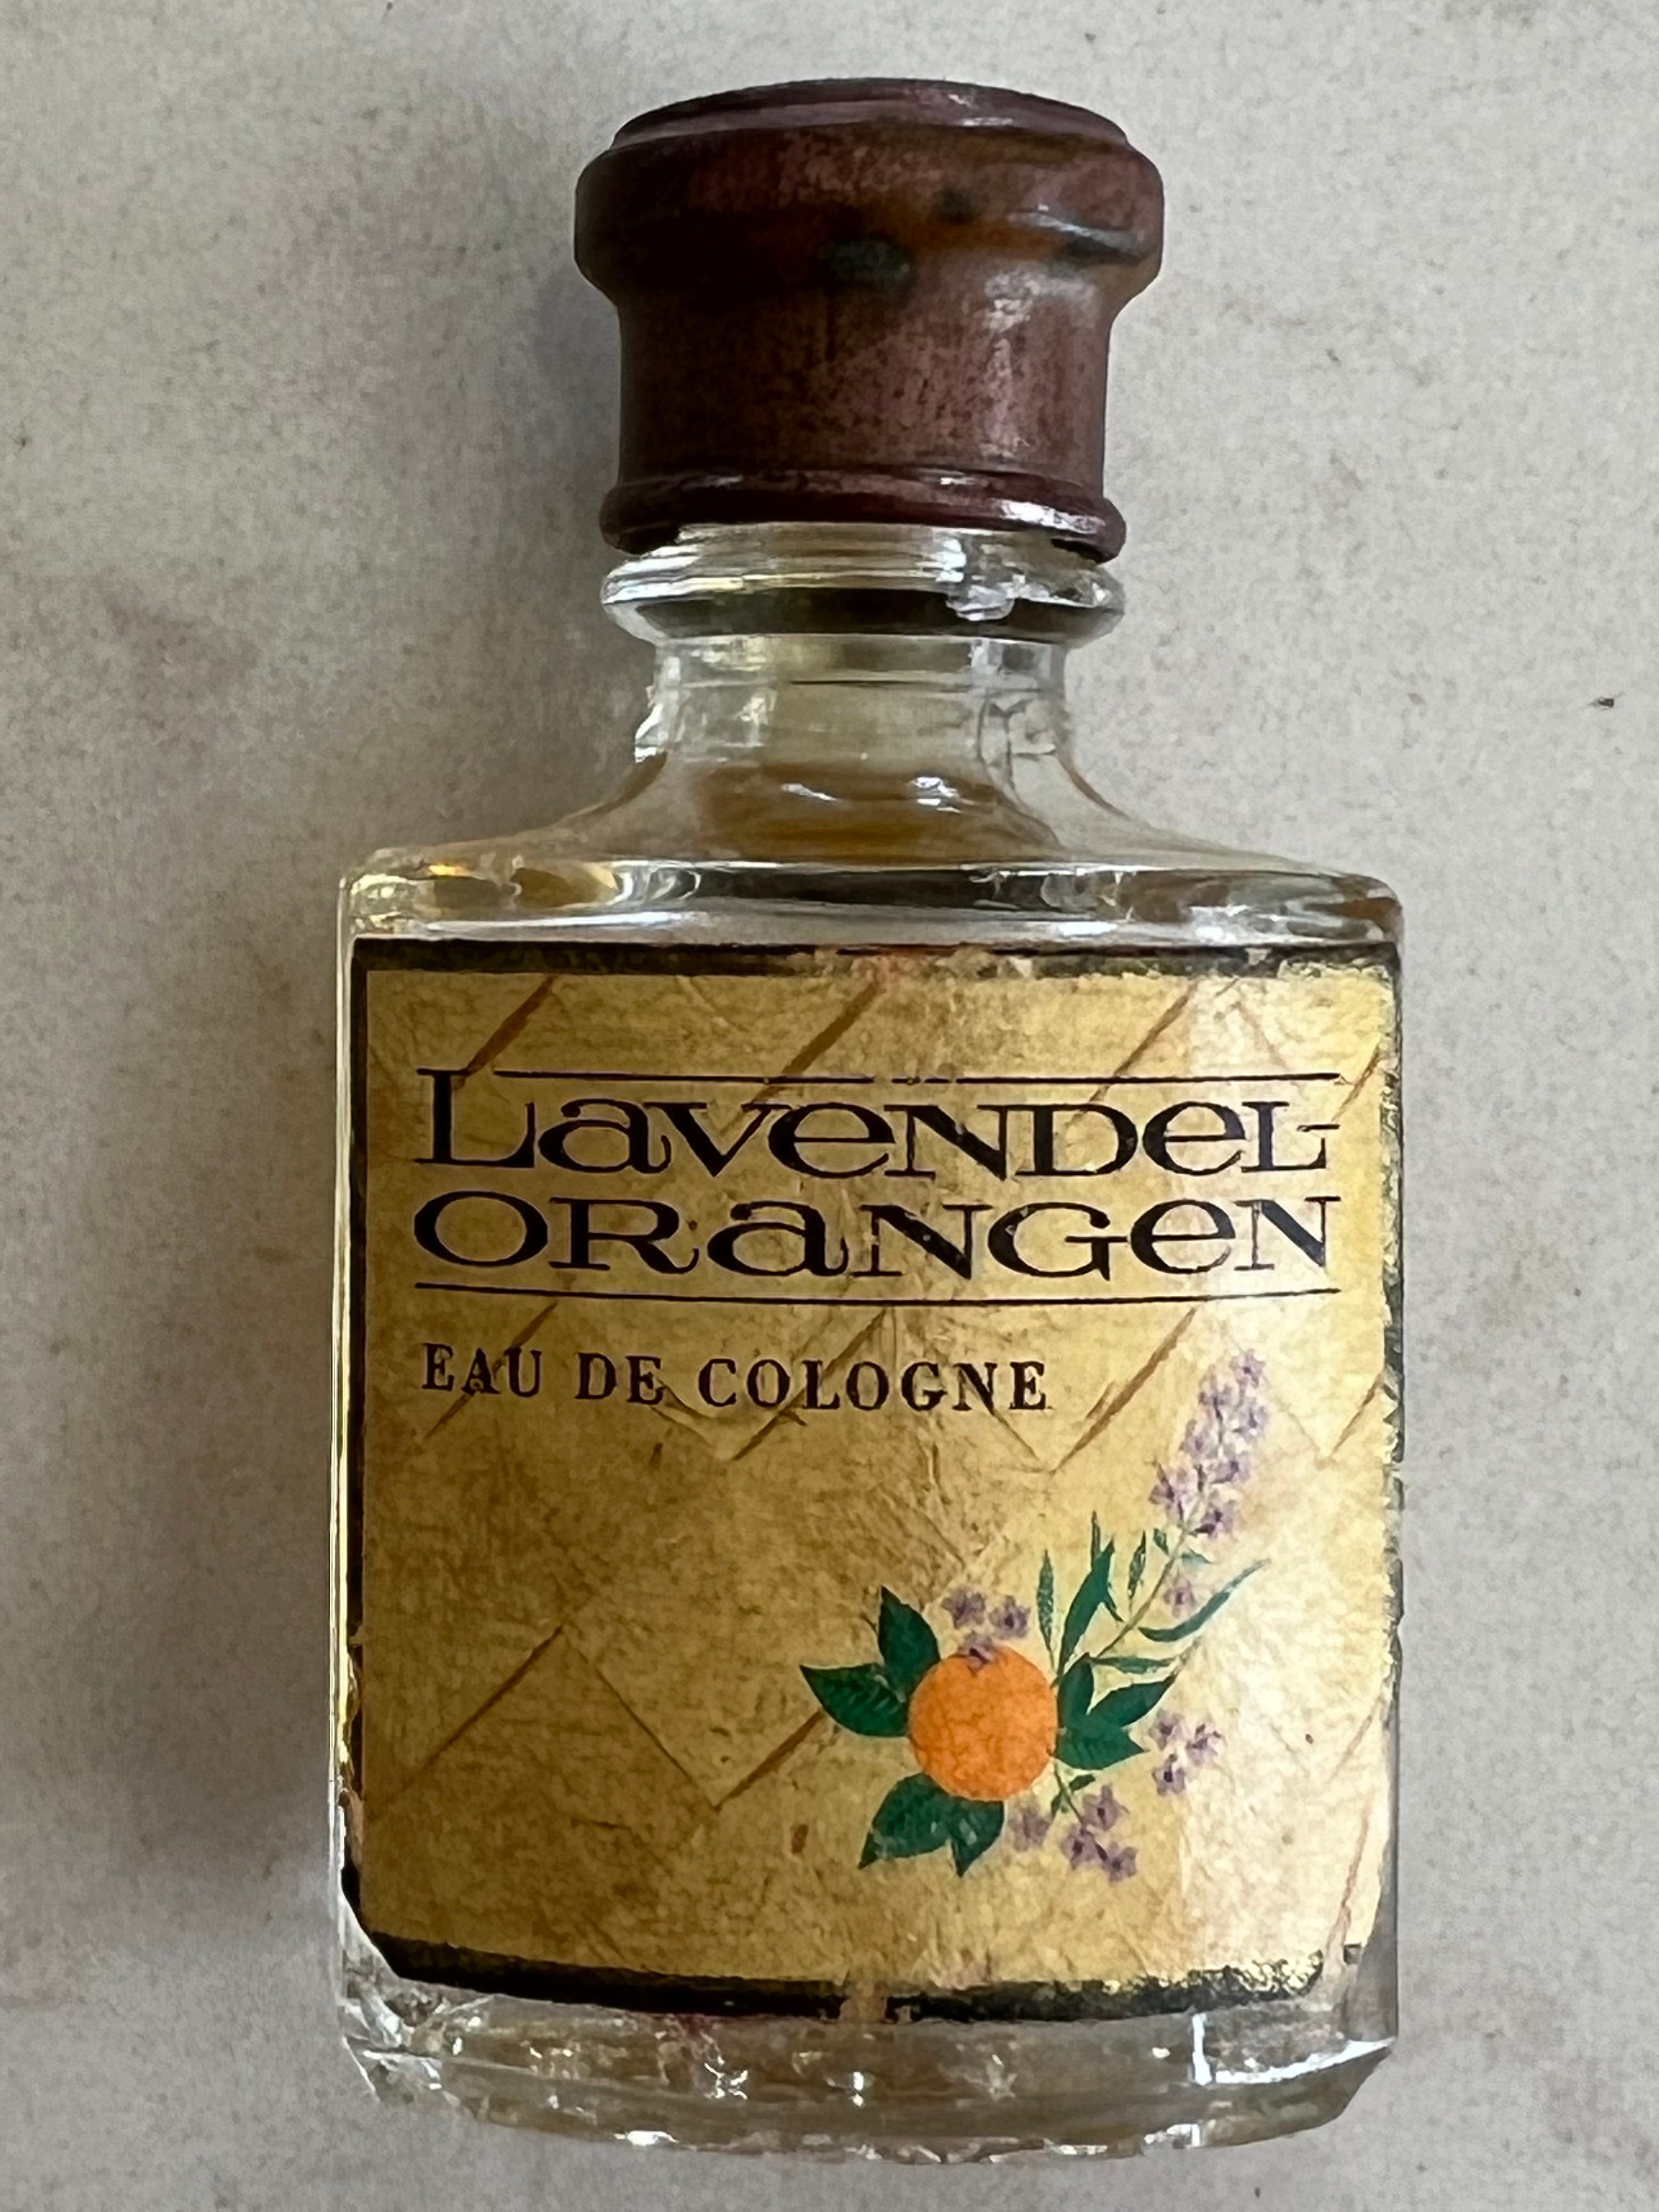 Lavendel-
Orangen
EAU DE COLOGNE